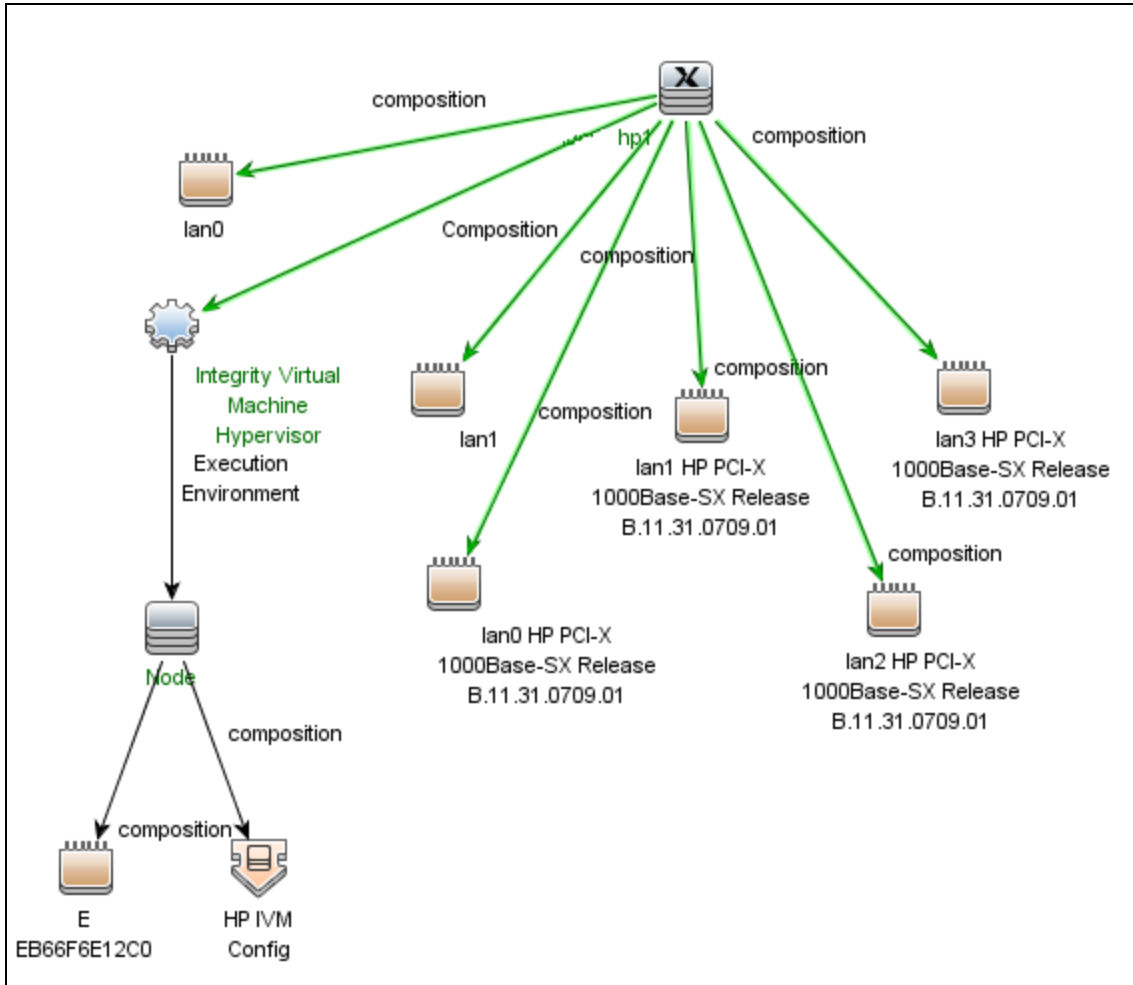 composition
hp1
composition
lan0
Composition
composition
Integrity Virtual
Machine
Hypervisor
Execution
Environment
lan1
composition
composition
lan1 HP PCI-X
1000Base-SX Release
B.11.31.0709.01
lan3 HP PCI-X
1000Base-SX Release
B.11.31.0709.01
composition
lan0 HP PCI-X
1000Base-SX Release
B.11.31.0709.01
lan2 HP PCI-X
1000Base-SX Release
B.11.31.0709.01
Node
composition
composition
E
EB66F6E12C0
HP IVM
Config